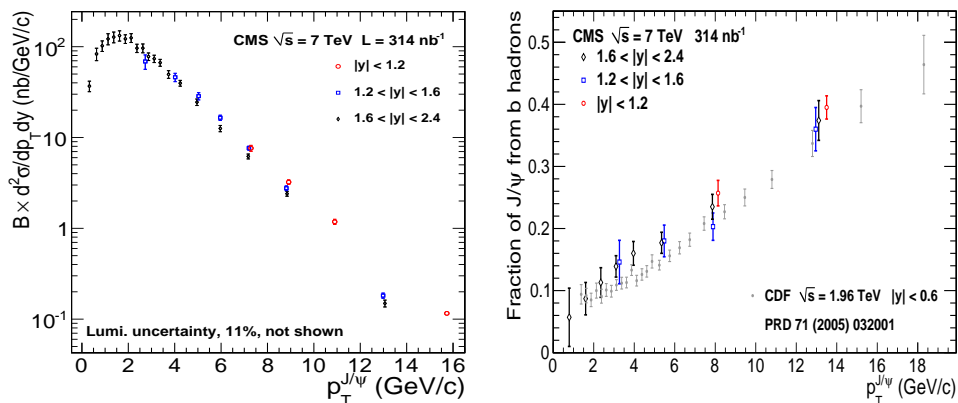 B × d²σ/dp_T dy (nb/GeV/c)
10²
10
1
10⁻¹
CMS √s = 7 TeV L = 314 nb⁻¹
|y| < 1.2
1.2 < |y| < 1.6
1.6 < |y| < 2.4
Lumi. uncertainty, 11%, not shown
0 2 4 6 8 10 12 14 16
p_T^J/ψ (GeV/c)
Fraction of J/ψ from b hadrons
0.5
0.4
0.3
0.2
0.1
0
CMS √s = 7 TeV 314 nb⁻¹
1.6 < |y| < 2.4
1.2 < |y| < 1.6
|y| < 1.2
CDF √s = 1.96 TeV |y| < 0.6
PRD 71 (2005) 032001
0 2 4 6 8 10 12 14 16 18
p_T^J/ψ (GeV/c)